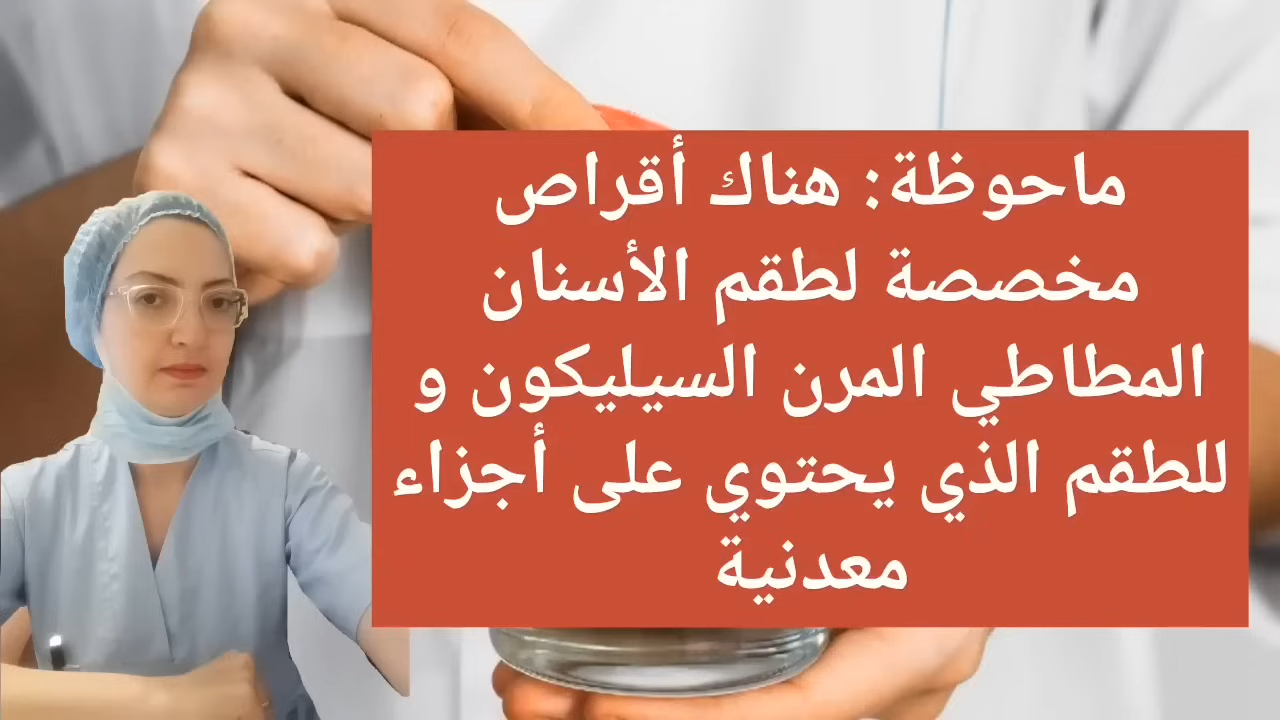 ماحوظة: هناك أقراص
مخصصة لطقم الأسنان
المطاطي المرن السيليكون و
للطقم الذي يحتوي على أجزاء
معدنية